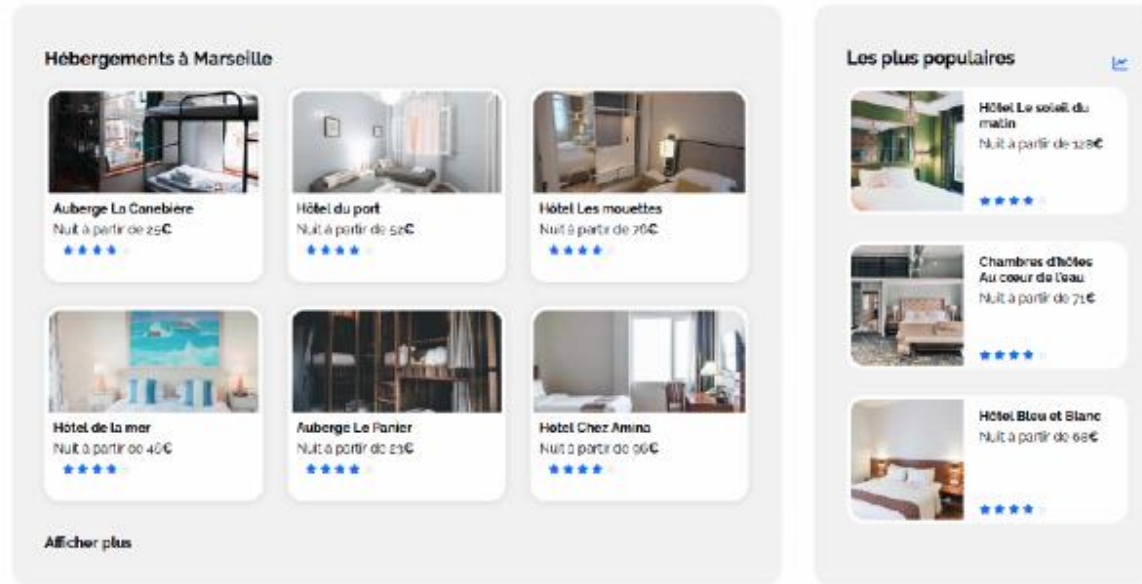 Hébergements à Marseille
Auberge La Canebière
Nuit à partir de 25€
Hôtel du port
Nuit à partir de 52€
Hôtel Les mouettes
Nuit à partir de 76€
Hôtel de la mer
Nuit à partir de 46€
Auberge Le Panier
Nuit à partir de 23€
Hôtel Chez Amina
Nuit à partir de 96€
Afficher plus
Les plus populaires
Hôtel Le soleil du
matin
Nuit à partir de 128€
Chambres d'hôtes
Au cœur de l'eau
Nuit à partir de 71€
Hôtel Bleu et Blanc
Nuit à partir de 68€